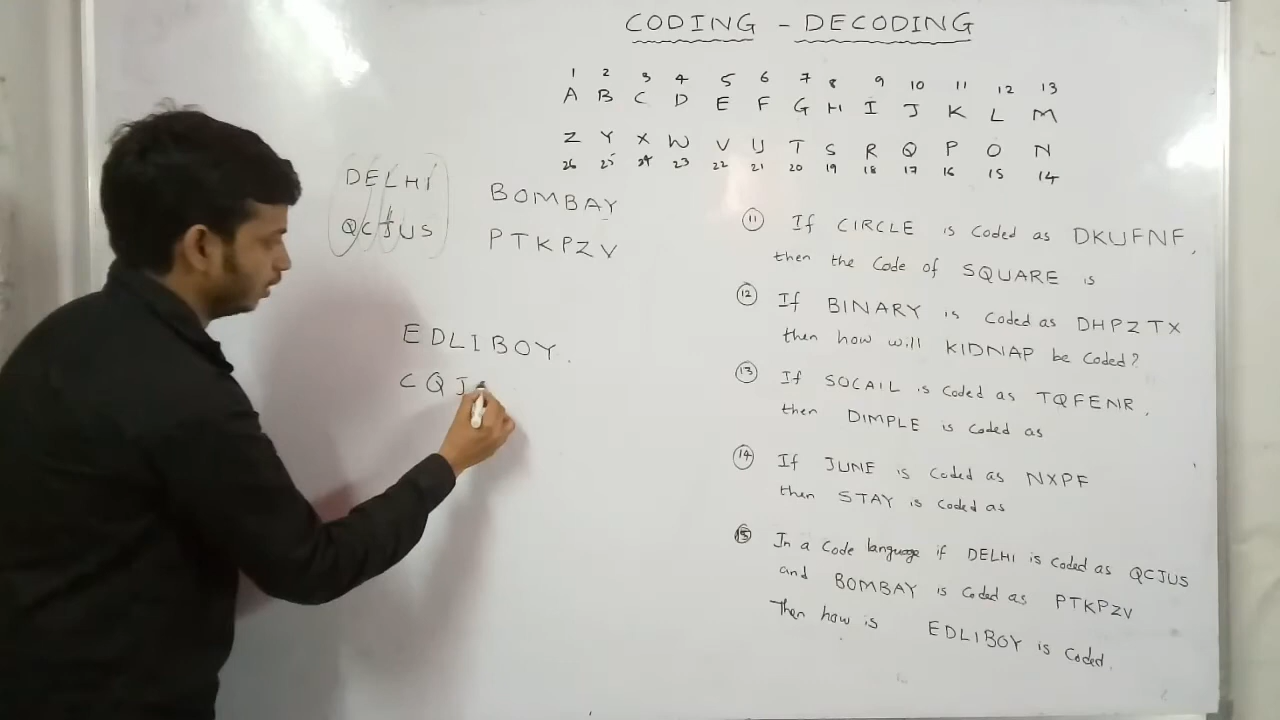 CODING - DECODING
1 2 3 4 5 6 7 8 9 10 11 12 13
A B C D E F G H I J K L M
Z Y X W V U T S R Q P O N
26 25 24 23 22 21 20 19 18 17 16 15 14
DELHI
QCJUS
BOMBAY
PTKPZV
EDLIBOY.
CQJ
11 If CIRCLE is coded as DKUFNF,
then the code of SQUARE is
12 If BINARY is coded as DHPZTX
then how will KIDNAP be coded?
13 If SOCAIL is coded as TQFENR,
then DIMPLE is coded as
14 If JUNE is coded as NXPF
then STAY is coded as
15 In a code language if DELHI is coded as QCJUS
and BOMBAY is coded as PTKPZV
Then how is EDLIBOY is coded.